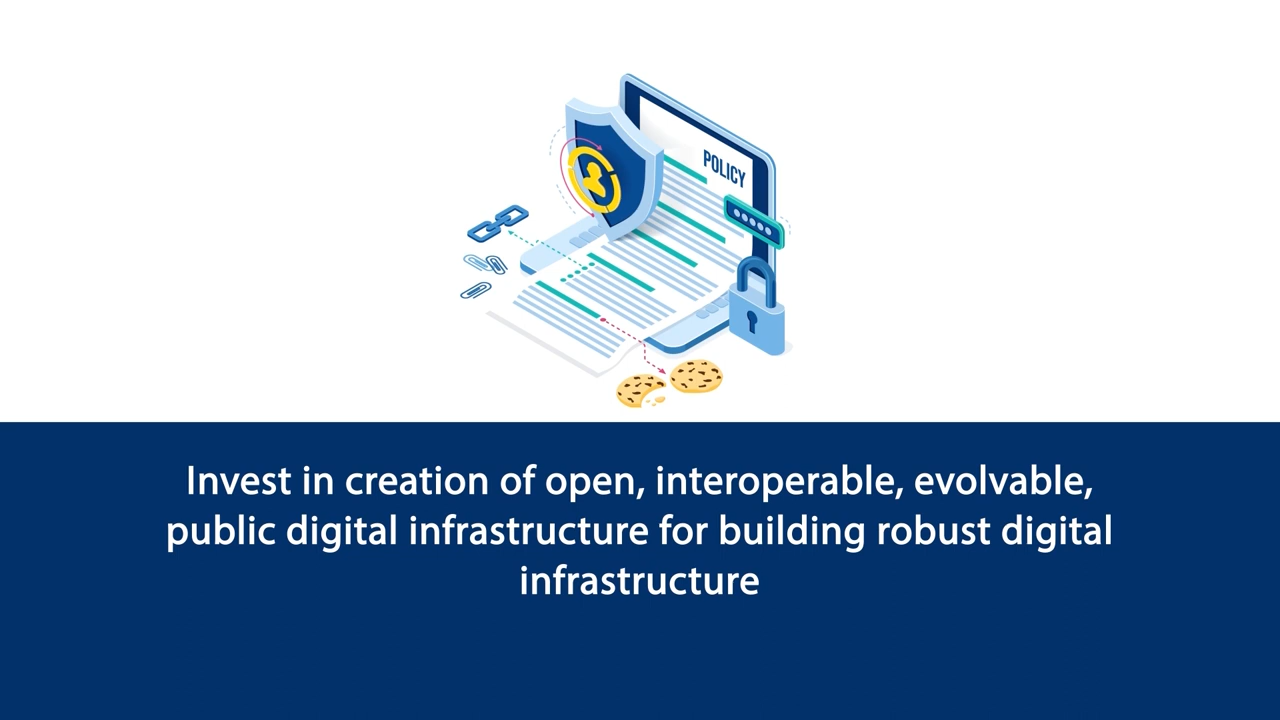 POLICY
Invest in creation of open, interoperable, evolvable,
public digital infrastructure for building robust digital
infrastructure